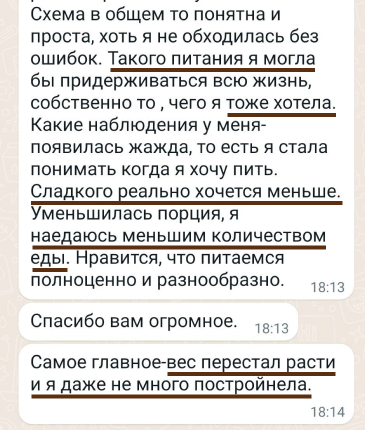 Схема в общем то понятна и
проста, хоть я не обходилась без
ошибок. Такого питания я могла
бы придерживаться всю жизнь,
собственно то , чего я тоже хотела.
Какие наблюдения у меня-
появилась жажда, то есть я стала
понимать когда я хочу пить.
Сладкого реально хочется меньше.
Уменьшилась порция, я
наедаюсь меньшим количеством
еды. Нравится, что питаемся
полноценно и разнообразно. 18:13
Спасибо вам огромное. 18:13
Самое главное-вес перестал расти
и я даже не много постройнела.
18:14